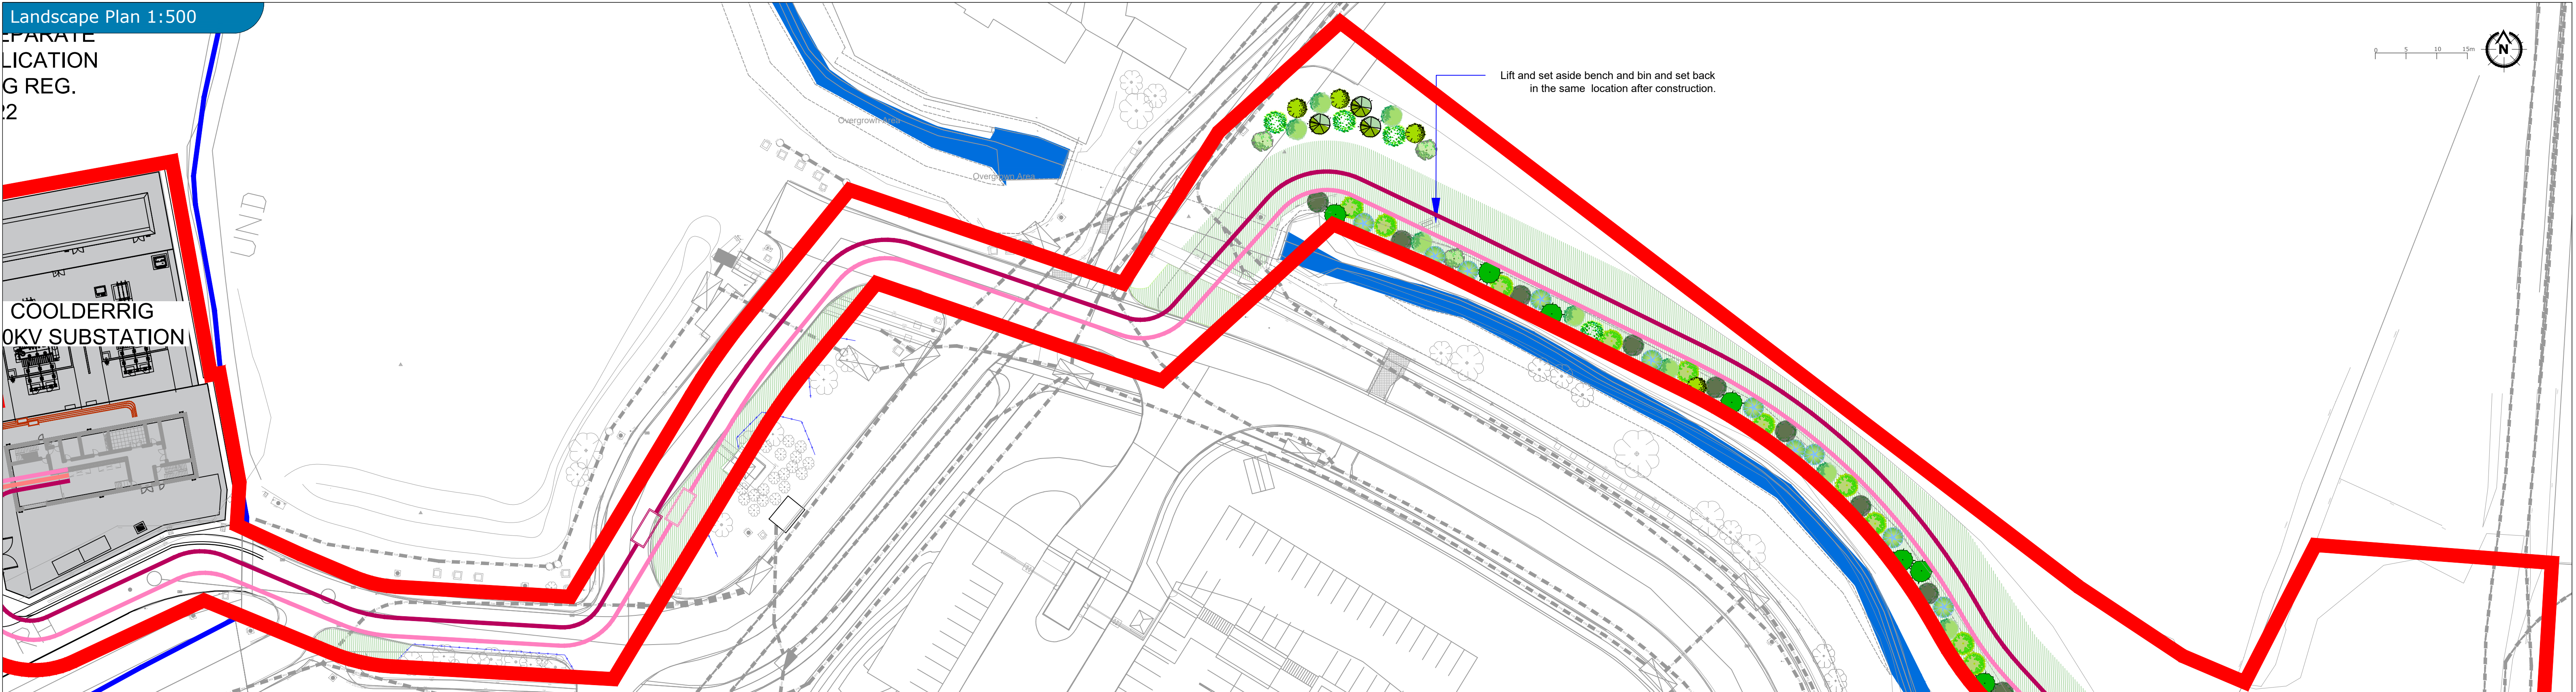 Landscape Plan 1:500
EPARATE
LICATION
G REG.
22
UND
COOLDERRIG
0KV SUBSTATION
Overgrown area
Overgrown Area
Lift and set aside bench and bin and set back
in the same location after construction.
0 5 10 15m
N